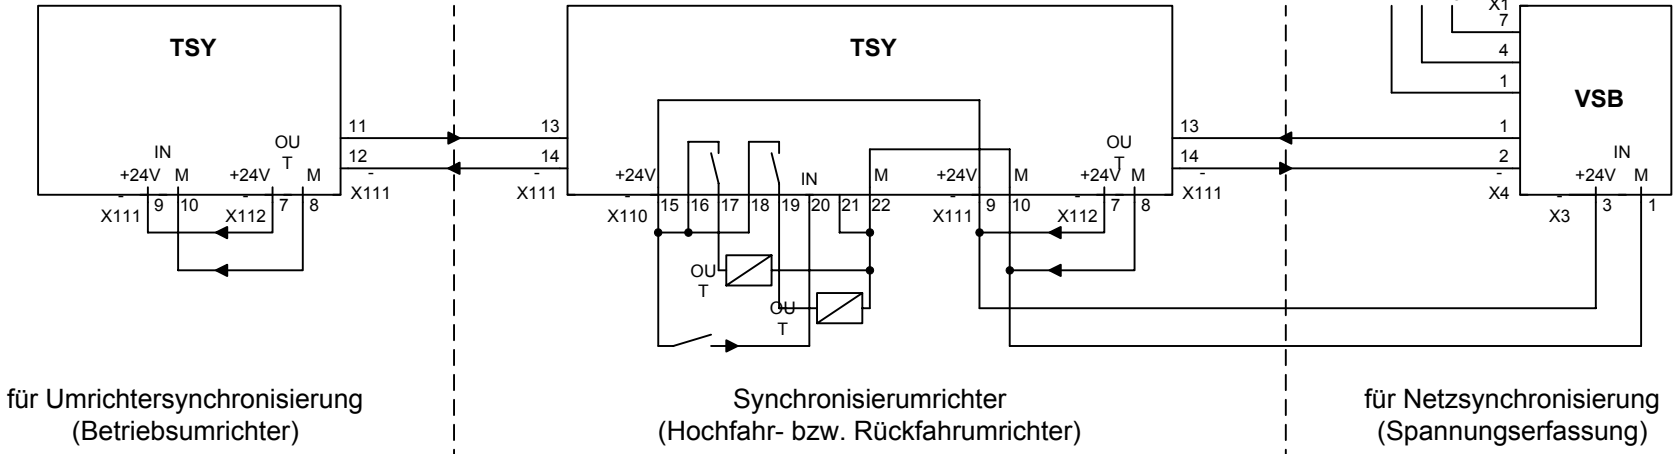 TSY
IN
OU
T
+24V M
+24V M
11
12
-
X111
-
X111
9 10
-
X112
7 8
TSY
13
14
-
X111
+24V
IN
M
+24V
M
OU
T
+24V M
-
X110
15 16 17 18 19 20 21 22
-
X111
9 10
-
X112
7 8
13
14
-
X111
OU
T
OU
T
X1
7
4
1
VSB
1
2
-
X4
IN
+24V M
-
X3
3 1
für Umrichtersynchronisierung
(Betriebsumrichter)
Synchronisierumrichter
(Hochfahr- bzw. Rückfahrumrichter)
für Netzsynchronisierung
(Spannungserfassung)